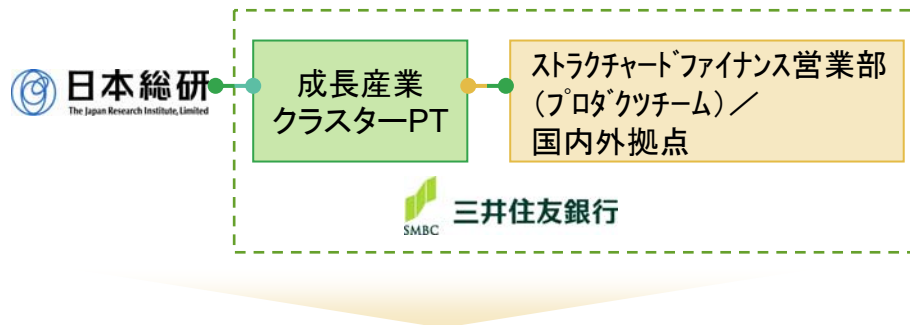 日本総研
The Japan Research Institute, Limited
成長産業
クラスターPT
ストラクチャードファイナンス営業部
(プロダクツチーム)／
国内外拠点
SMBC
三井住友銀行